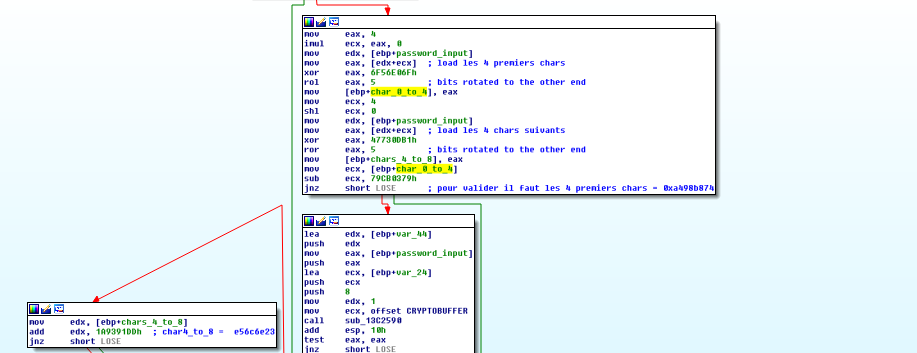 mov eax, 4
imul ecx, eax, 0
mov edx, [ebp+password_input]
mov eax, [edx+ecx] ; load les 4 premiers chars
xor eax, 6F56E06Fh
rol eax, 5 ; bits rotated to the other end
mov [ebp+char_0_to_4], eax
mov ecx, 4
shl ecx, 0
mov edx, [ebp+password_input]
mov eax, [edx+ecx] ; load les 4 chars suivants
xor eax, 47730DB1h
ror eax, 5 ; bits rotated to the other end
mov [ebp+chars_4_to_8], eax
mov ecx, [ebp+char_0_to_4]
sub ecx, 79CB0379h
jnz short LOSE ; pour valider il faut les 4 premiers chars = 0xa498b874
lea edx, [ebp+var_44]
push edx
mov eax, [ebp+password_input]
push eax
lea ecx, [ebp+var_24]
push ecx
push 8
mov edx, 1
mov ecx, offset CRYPTOBUFFER
call sub_13C2590
add esp, 10h
test eax, eax
jnz short LOSE
mov edx, [ebp+chars_4_to_8]
add edx, 1A9391DDh ; char4_to_8 = e56c6e23
jnz short LOSE